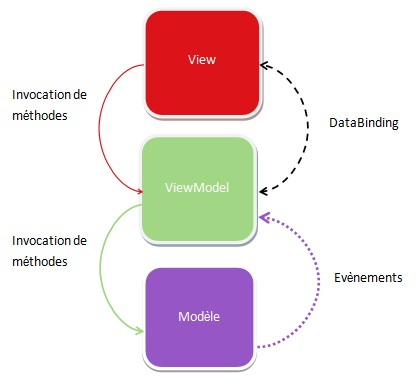 View
Invocation de
méthodes
DataBinding
ViewModel
Invocation de
méthodes
Evènements
Modèle